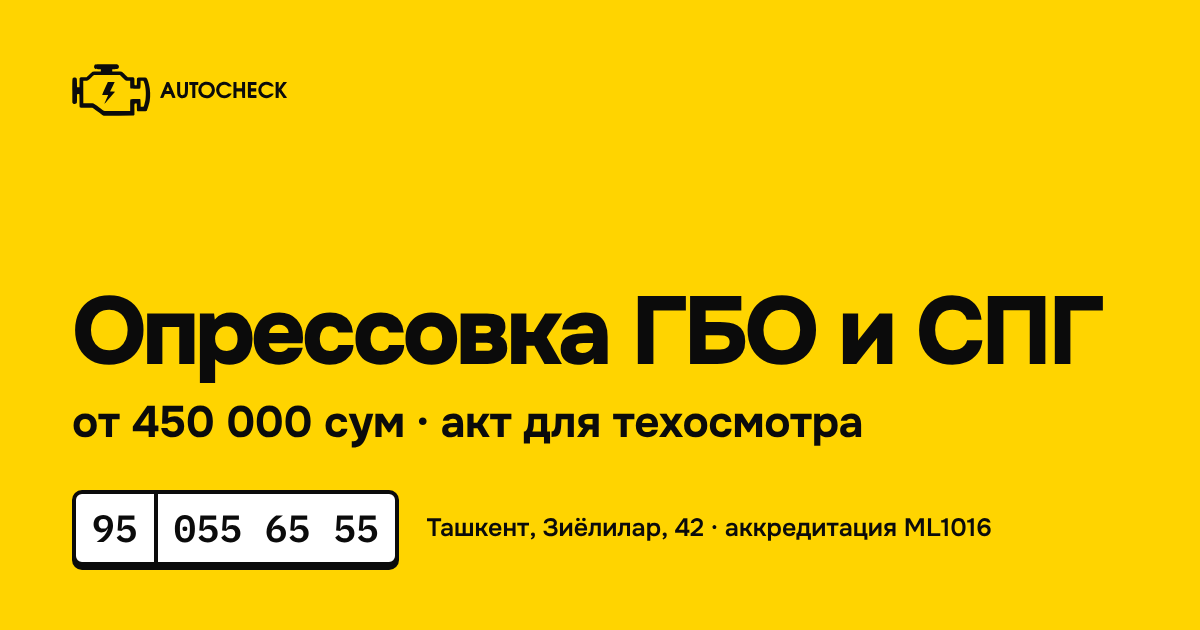 AUTOCHECK
Опрессовка ГБО и СПГ
от 450 000 сум · акт для техосмотра
95 055 65 55
Ташкент, Зиёлилар, 42 · аккредитация ML1016